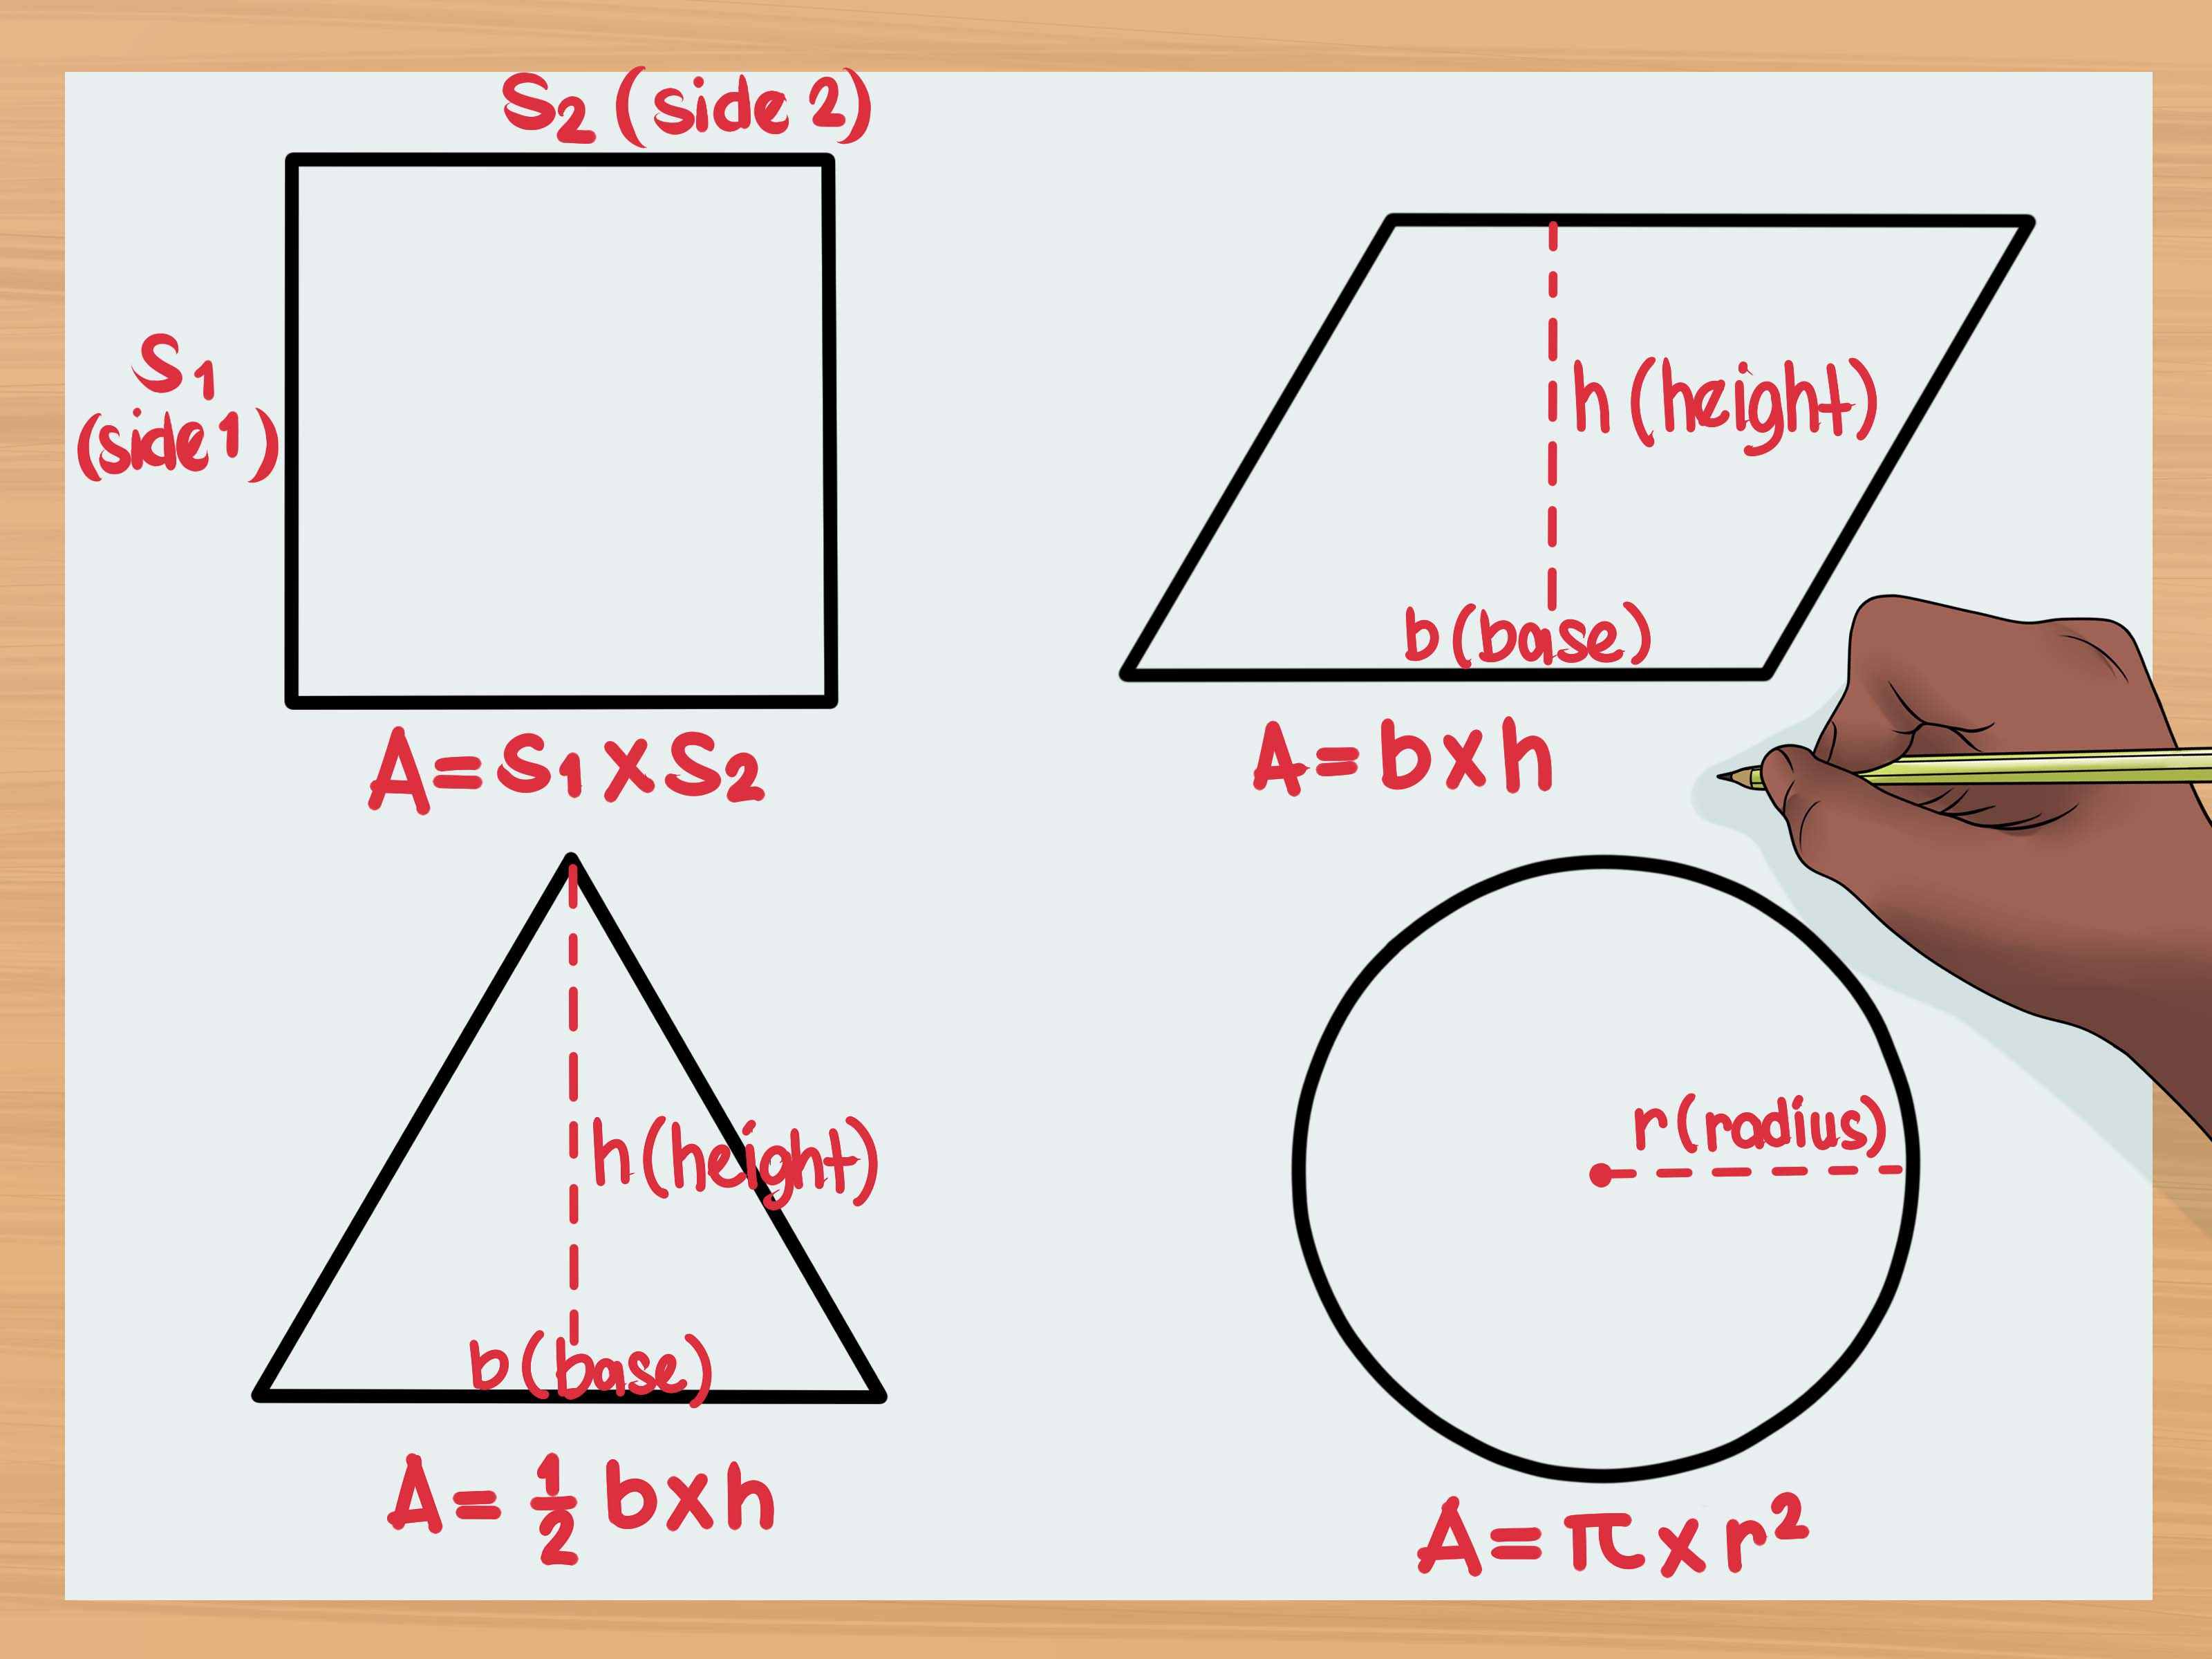 S₂ (side 2)
S₁
(side 1)
A = S₁ x S₂
h (height)
b (base)
A = b x h
h (height)
b (base)
A = ½ b x h
r (radius)
A = π x r²